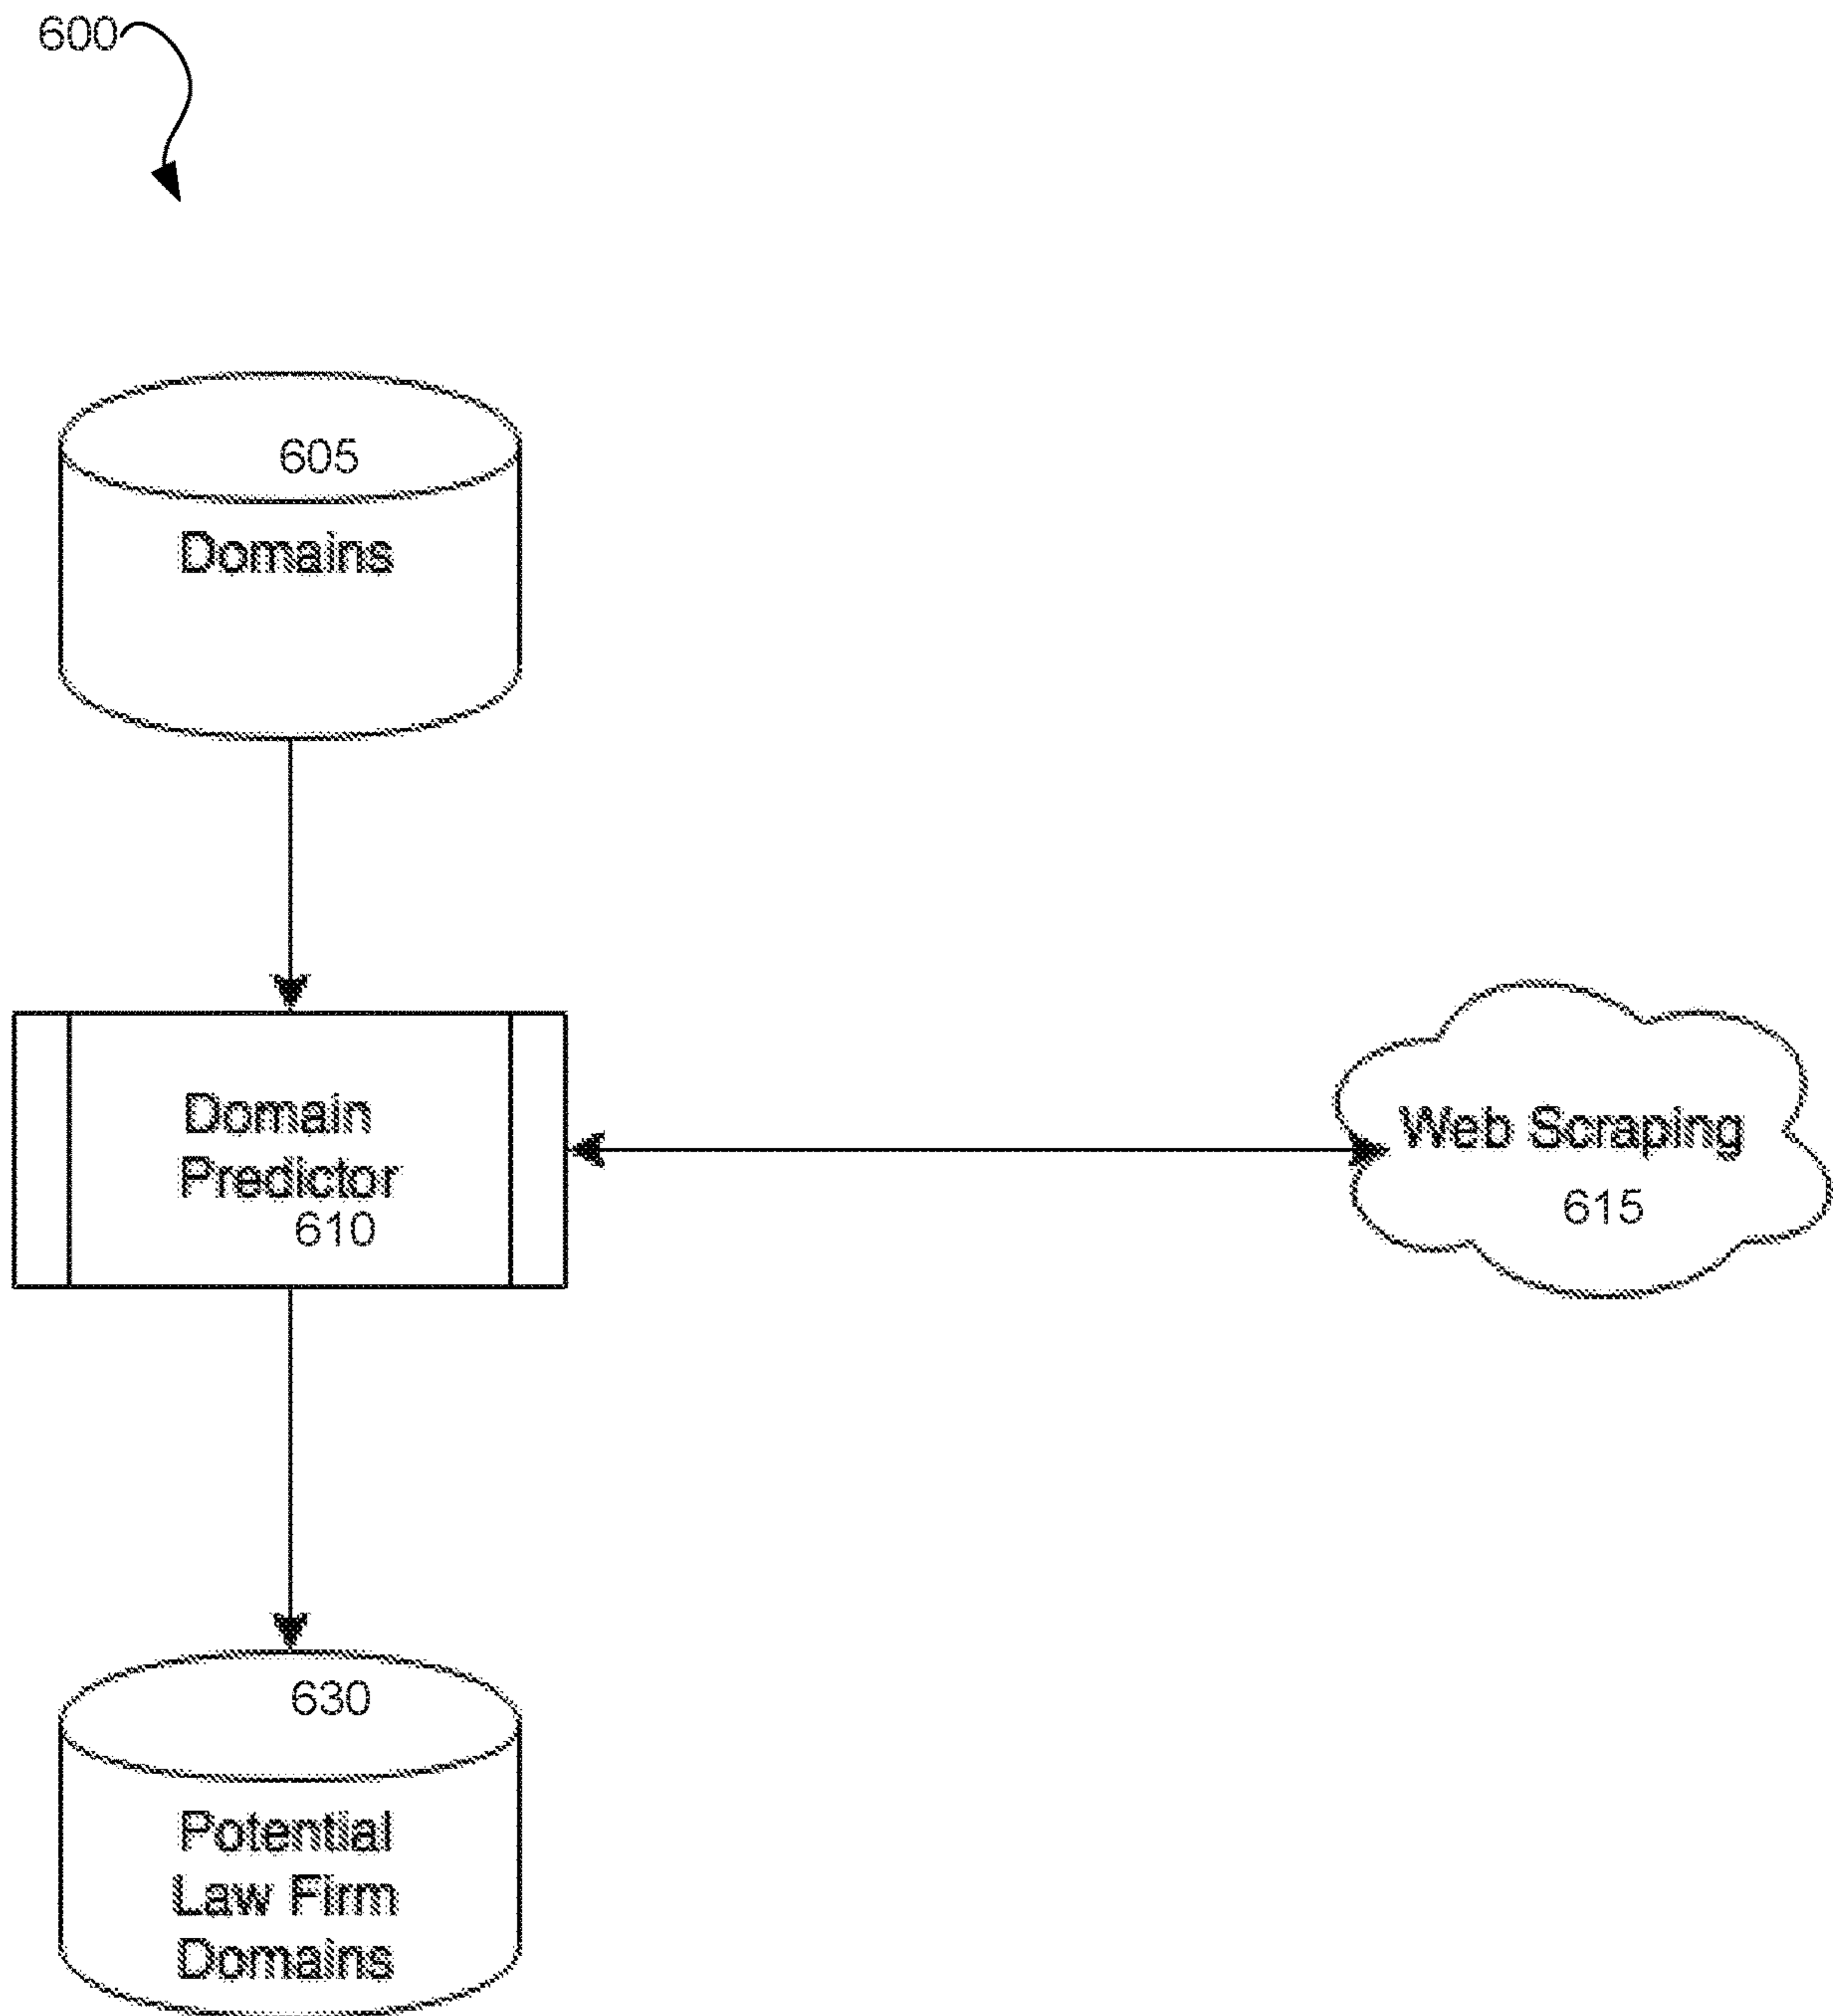 600
605
Domains
Domain
Predictor
610
Web Scraping
615
630
Potential
Law Firm
Domains